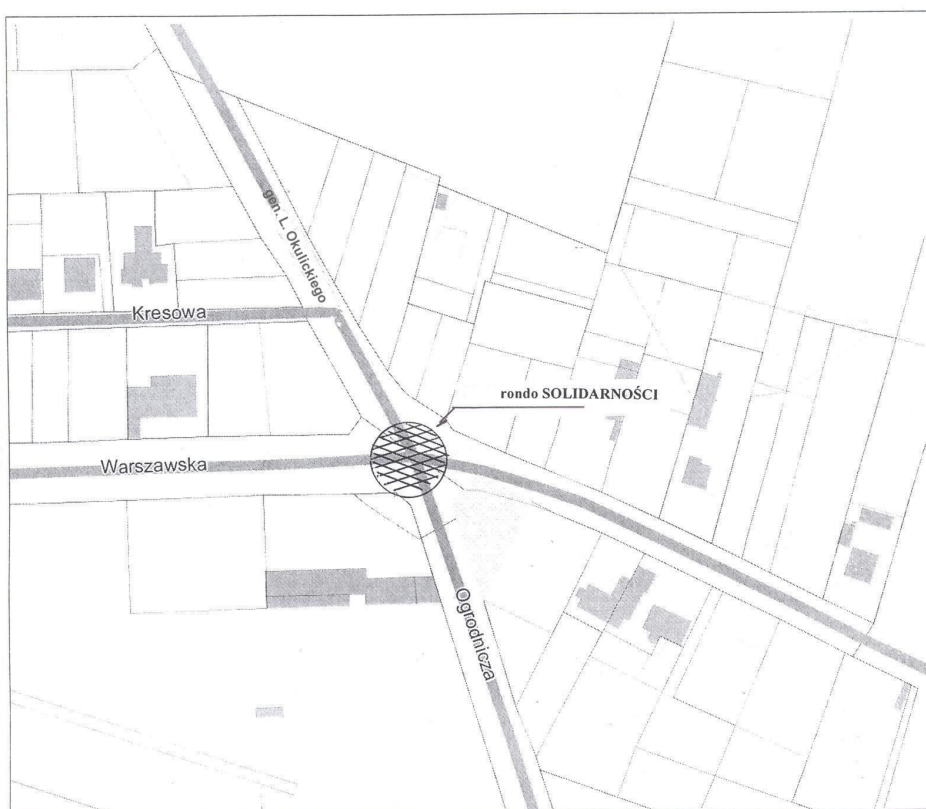 gen. L. Okulickiego
Kresowa
rondo SOLIDARNOŚCI
Warszawska
Ogrodnicza